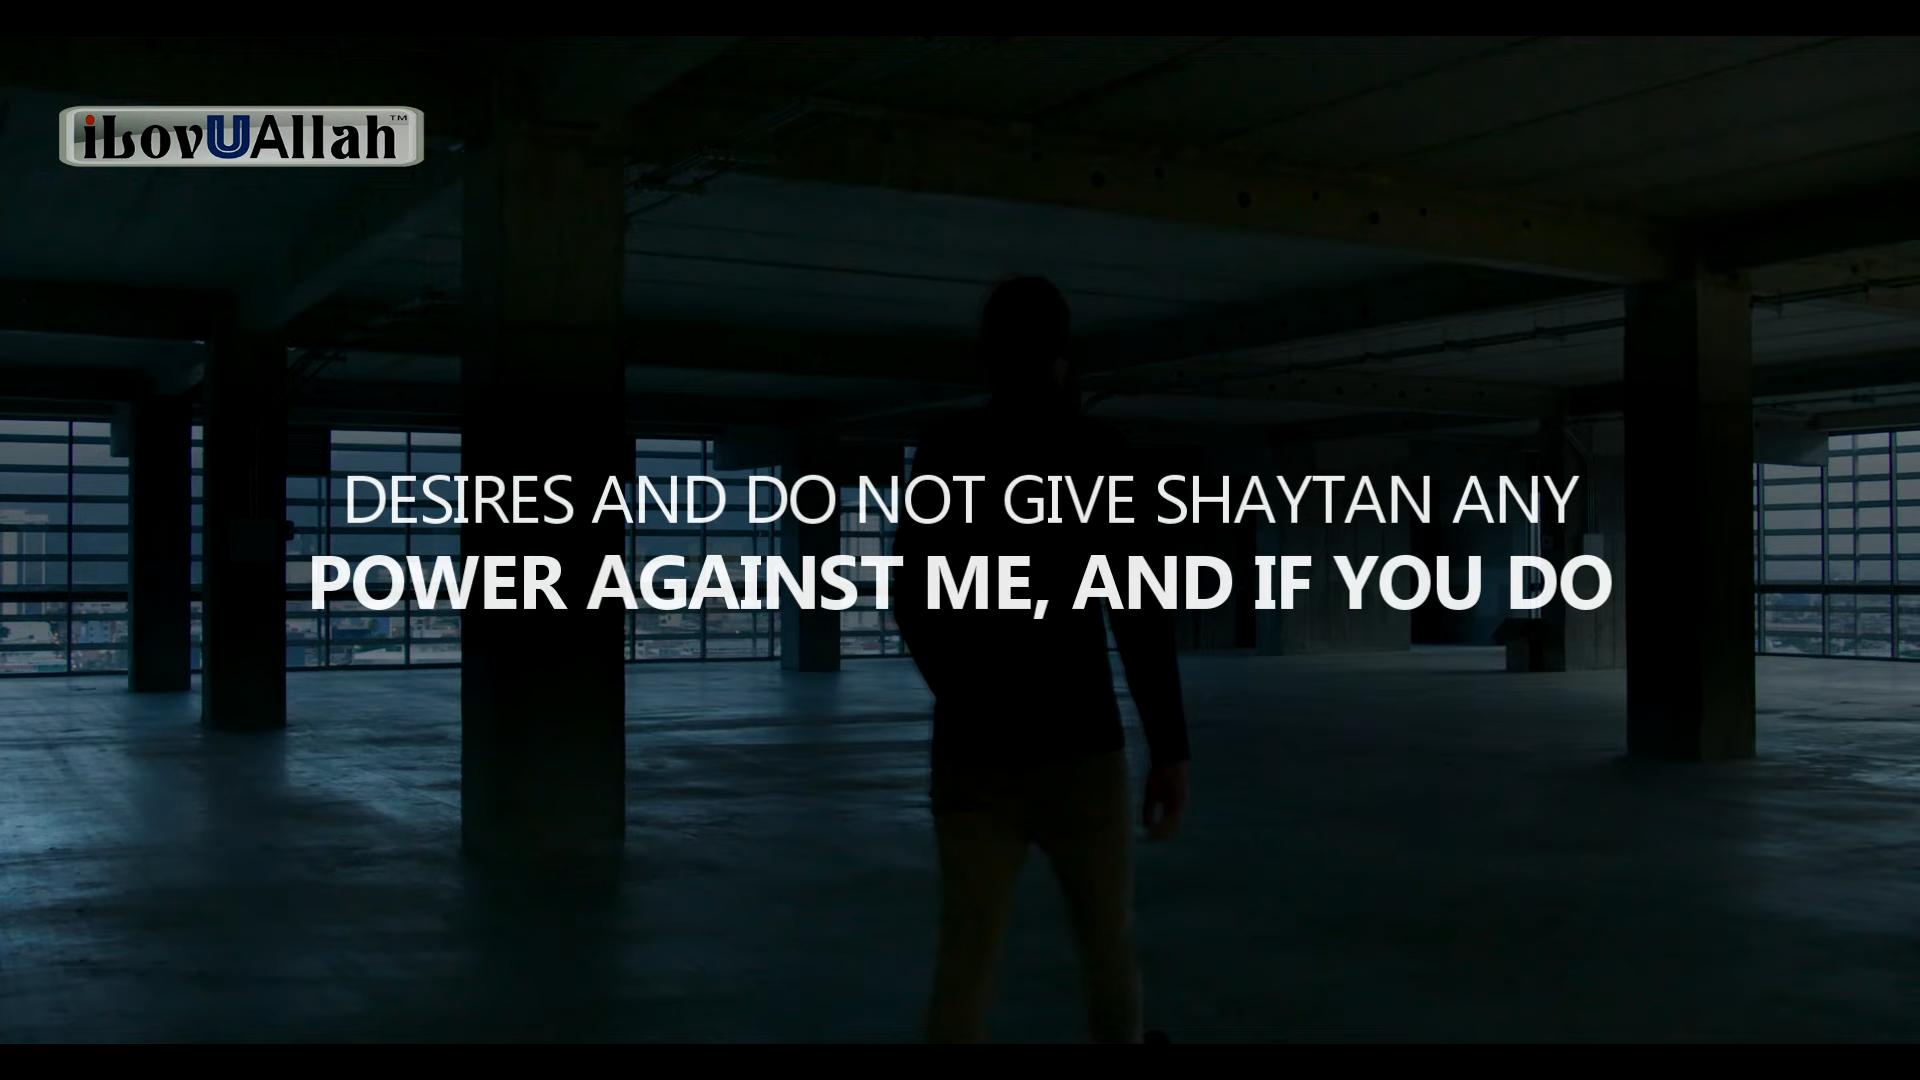 iLovUAllah™
DESIRES AND DO NOT GIVE SHAYTAN ANY
POWER AGAINST ME, AND IF YOU DO